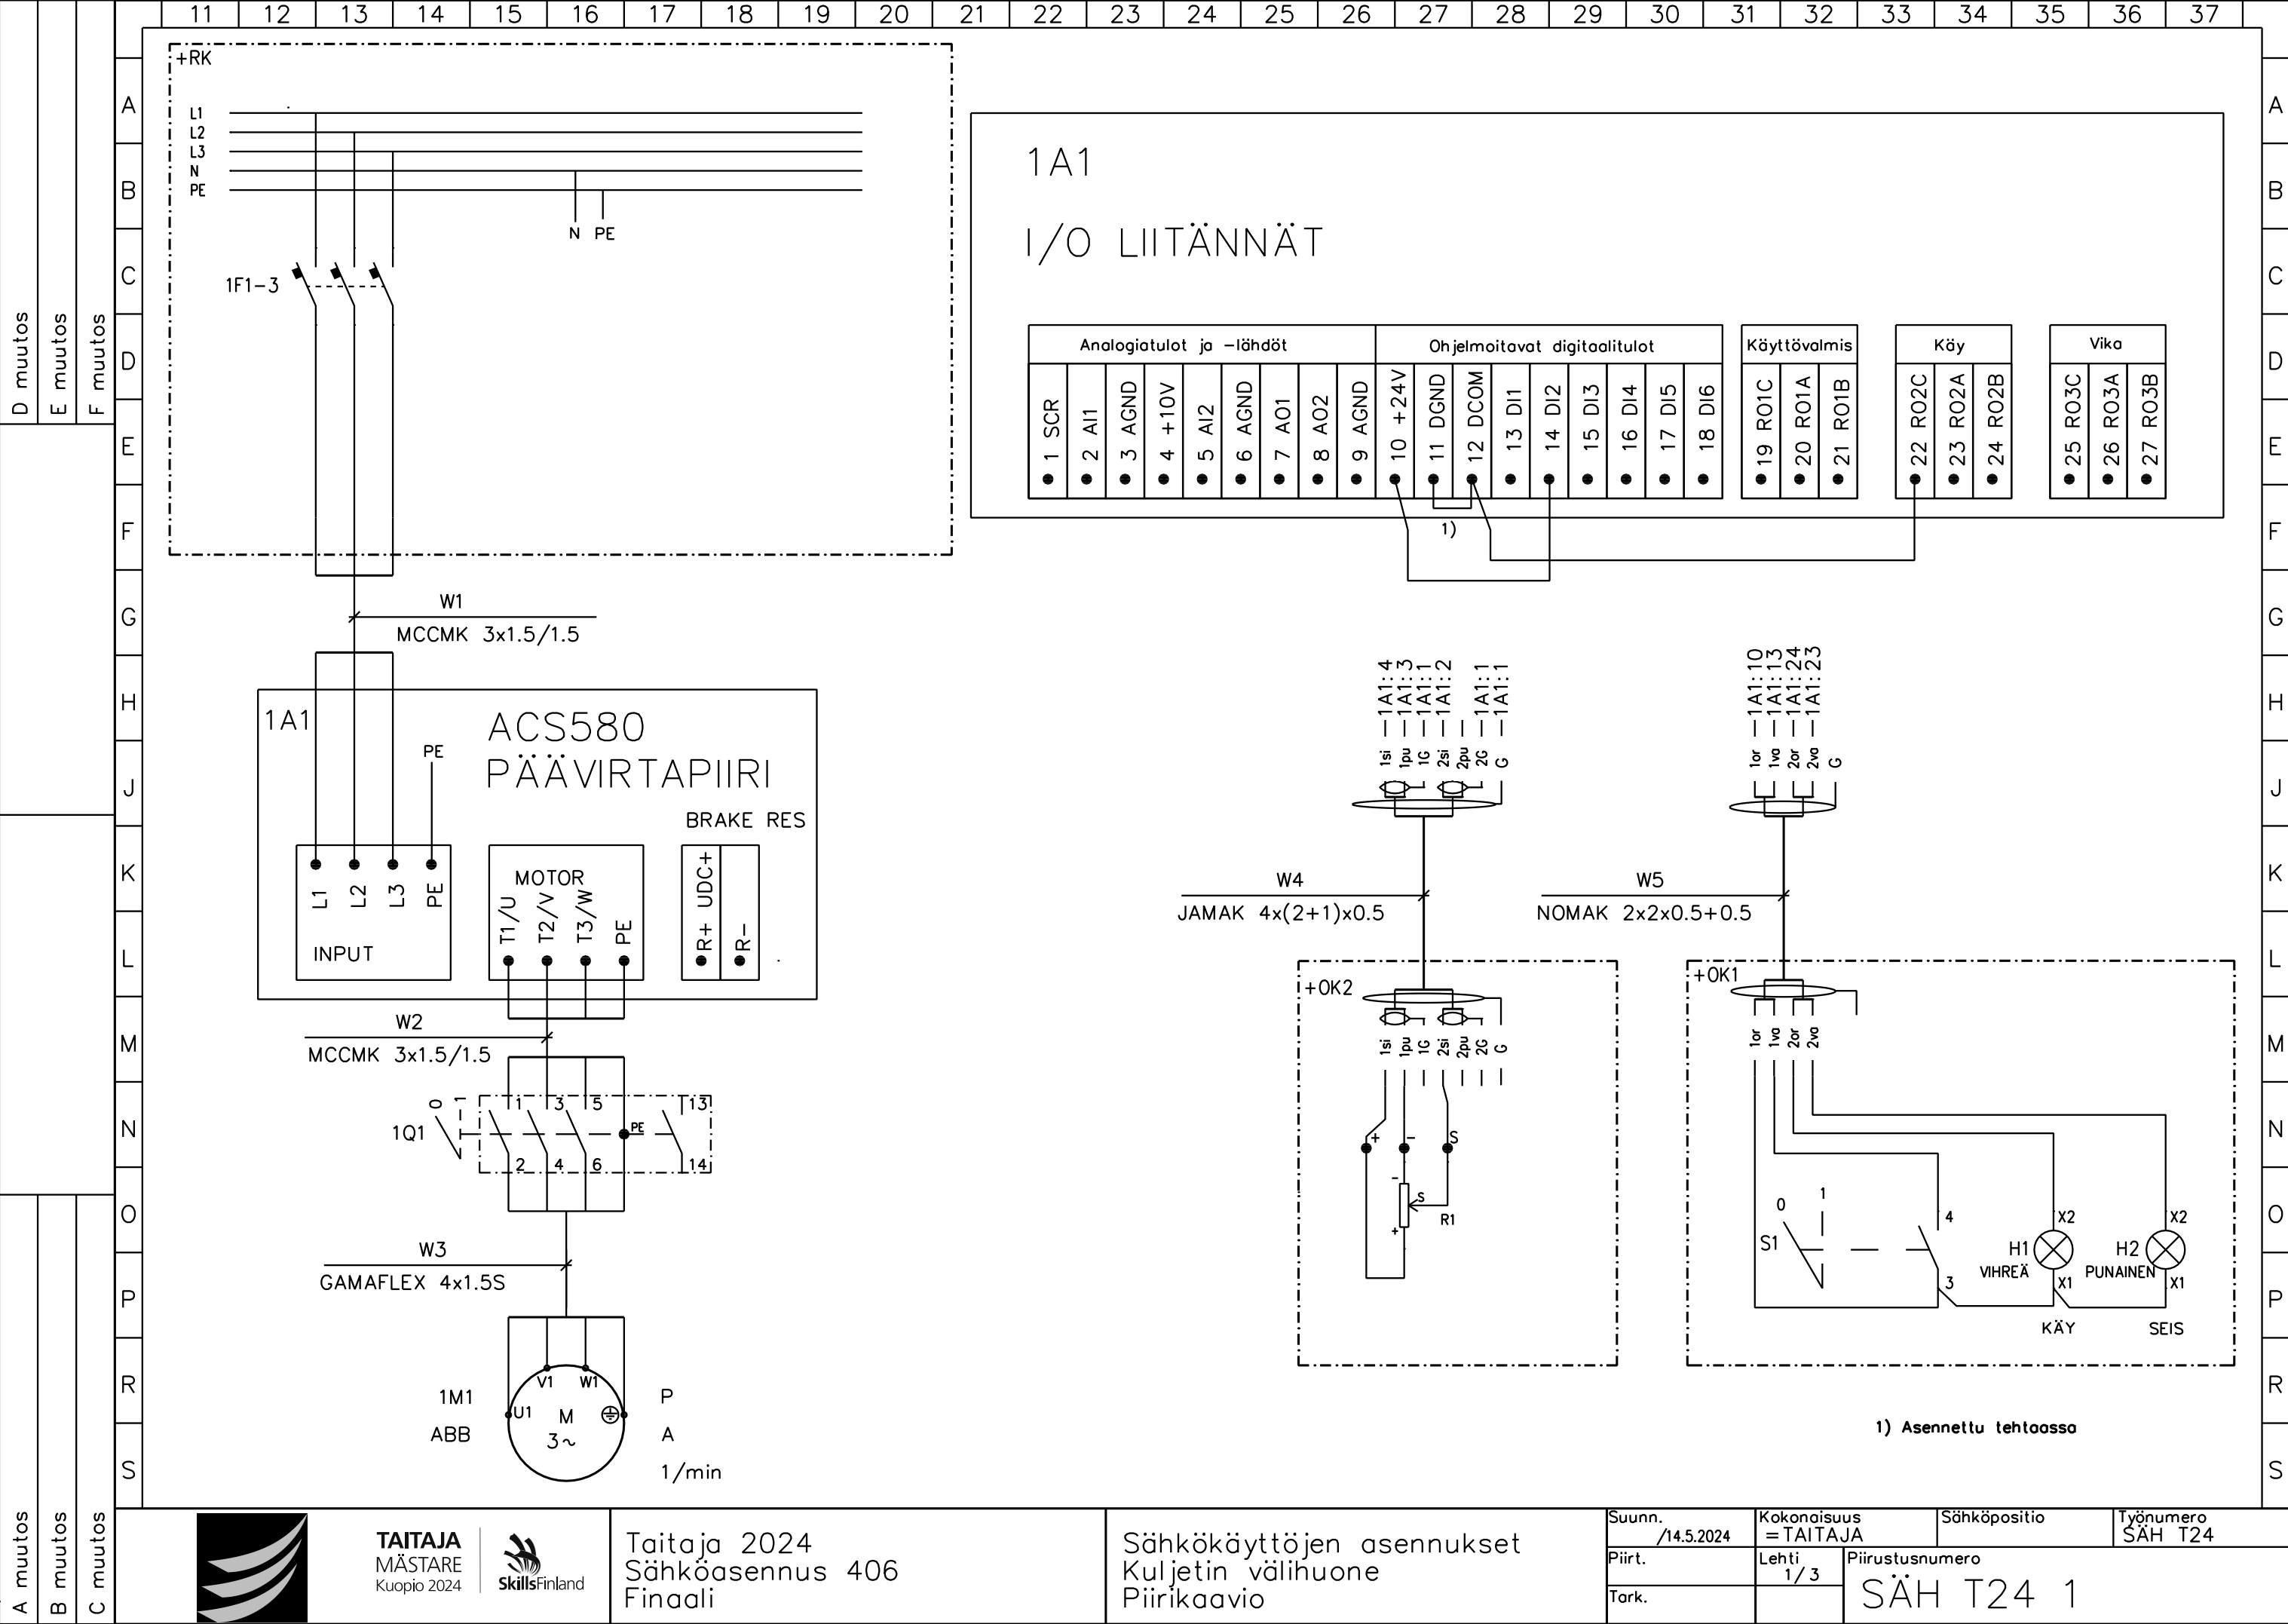 11 12 13 14 15 16 17 18 19 20 21 22 23 24 25 26 27 28 29 30 31 32 33 34 35 36 37
A
B
C
D
E
F
G
H
J
K
L
M
N
O
P
R
S
D muutos
E muutos
F muutos
A muutos
B muutos
C muutos
+RK
L1
L2
L3
N
PE
N PE
1F1-3
W1
MCCMK 3x1.5/1.5
1A1
ACS580
PÄÄVIRTAPIIRI
PE
BRAKE RES
L1
L2
L3
PE
INPUT
MOTOR
T1/U
T2/V
T3/W
PE
R+ UDC+
R-
W2
MCCMK 3x1.5/1.5
0 1
1Q1
1 3 5 13
PE
2 4 6 14
W3
GAMAFLEX 4x1.5S
V1 W1
U1 M
3~
1M1
ABB
P
A
1/min
1A1
I/O LIITÄNNÄT
Analogiatulot ja -lähdöt
Ohjelmoitavat digitaalitulot
Käyttövalmis
Käy
Vika
1 SCR
2 AI1
3 AGND
4 +10V
5 AI2
6 AGND
7 AO1
8 AO2
9 AGND
10 +24V
11 DGND
12 DCOM
13 DI1
14 DI2
15 DI3
16 DI4
17 DI5
18 DI6
19 RO1C
20 RO1A
21 RO1B
22 RO2C
23 RO2A
24 RO2B
25 RO3C
26 RO3A
27 RO3B
1)
1A1:4
1A1:3
1A1:1
1A1:2
1A1:1
1A1:1
1si
1pu
1G
2si
2pu
2G
G
W4
JAMAK 4x(2+1)x0.5
+OK2
1si
1pu
1G
2si
2pu
2G
G
+ - S
-
S
+
R1
1A1:10
1A1:13
1A1:24
1A1:23
1or
1va
2or
2va
G
W5
NOMAK 2x2x0.5+0.5
+OK1
1or
1va
2or
2va
0 1
S1
4
3
X2
H1
VIHREÄ
X1
KÄY
X2
H2
PUNAINEN
X1
SEIS
1) Asennettu tehtaassa
A
B
C
D
E
F
G
H
J
K
L
M
N
O
P
R
S
TAITAJA
MÄSTARE
Kuopio 2024
SkillsFinland
Taitaja 2024
Sähköasennus 406
Finaali
Sähkökäyttöjen asennukset
Kuljetin välihuone
Piirikaavio
Suunn.
/14.5.2024
Piirt.
Tark.
Kokonaisuus
=TAITAJA
Lehti
1/3
Sähköpositio
Työnumero
SÄH T24
Piirustusnumero
SÄH T24 1